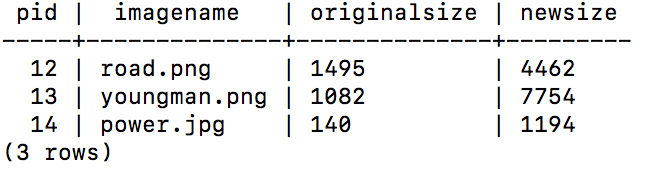 pid |  imagename   | originalsize | newsize
-----+--------------+--------------+---------
  12 | road.png     | 1495         | 4462
  13 | youngman.png | 1082         | 7754
  14 | power.jpg    | 140          | 1194
(3 rows)